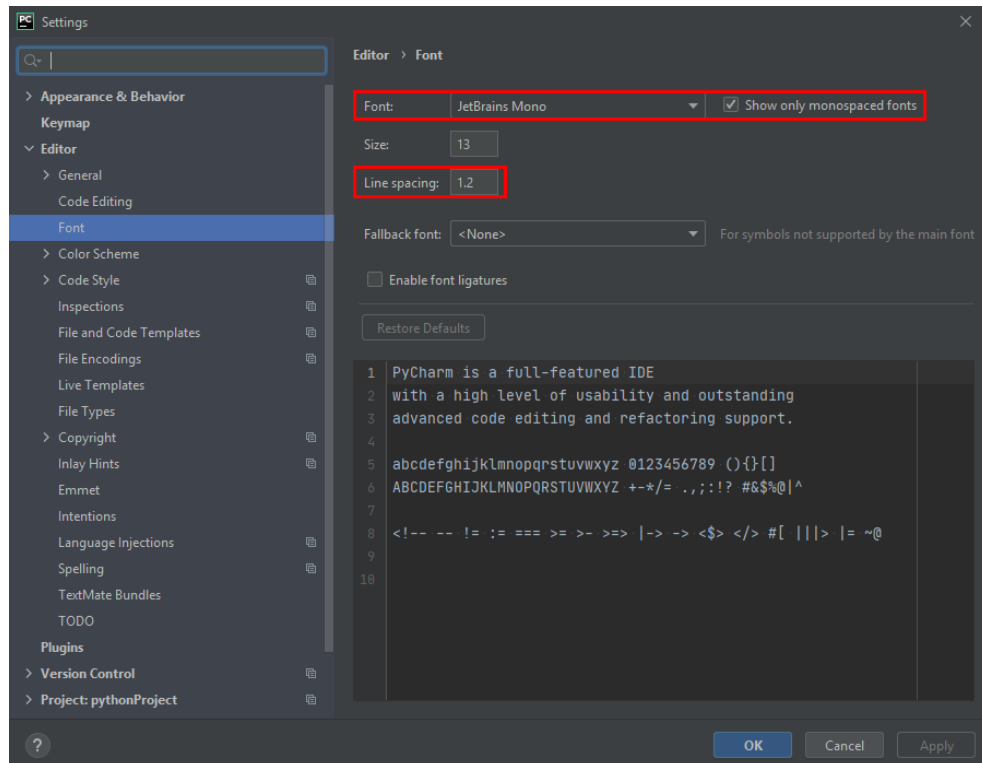 PC Settings
Appearance & Behavior
Keymap
Editor
General
Code Editing
Font
Color Scheme
Code Style
Inspections
File and Code Templates
File Encodings
Live Templates
File Types
Copyright
Inlay Hints
Emmet
Intentions
Language Injections
Spelling
TextMate Bundles
TODO
Plugins
Version Control
Project: pythonProject
Editor > Font
Font: JetBrains Mono Show only monospaced fonts
Size: 13
Line spacing: 1.2
Fallback font: <None> For symbols not supported by the main font
Enable font ligatures
Restore Defaults
1 PyCharm is a full-featured IDE
2 with a high level of usability and outstanding
3 advanced code editing and refactoring support.
4
5 abcdefghijklmnopqrstuvwxyz 0123456789 (){}[]
6 ABCDEFGHIJKLMNOPQRSTUVWXYZ +-*/= .,;:!? #&$%@|^
7
8 <!-- -- != := === >= >- >=> |-> -> <$> </> #[ |||> |= ~@
9
10
? OK Cancel Apply